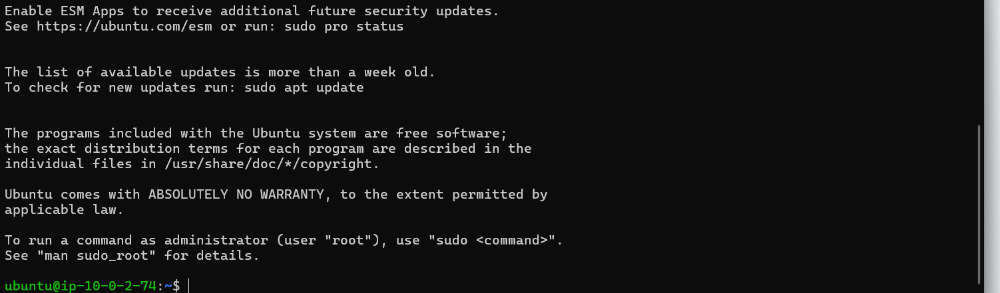 Enable ESM Apps to receive additional future security updates.
See https://ubuntu.com/esm or run: sudo pro status
The list of available updates is more than a week old.
To check for new updates run: sudo apt update
The programs included with the Ubuntu system are free software;
the exact distribution terms for each program are described in the
individual files in /usr/share/doc/*/copyright.
Ubuntu comes with ABSOLUTELY NO WARRANTY, to the extent permitted by
applicable law.
To run a command as administrator (user "root"), use "sudo <command>".
See "man sudo_root" for details.
ubuntu@ip-10-0-2-74:~$